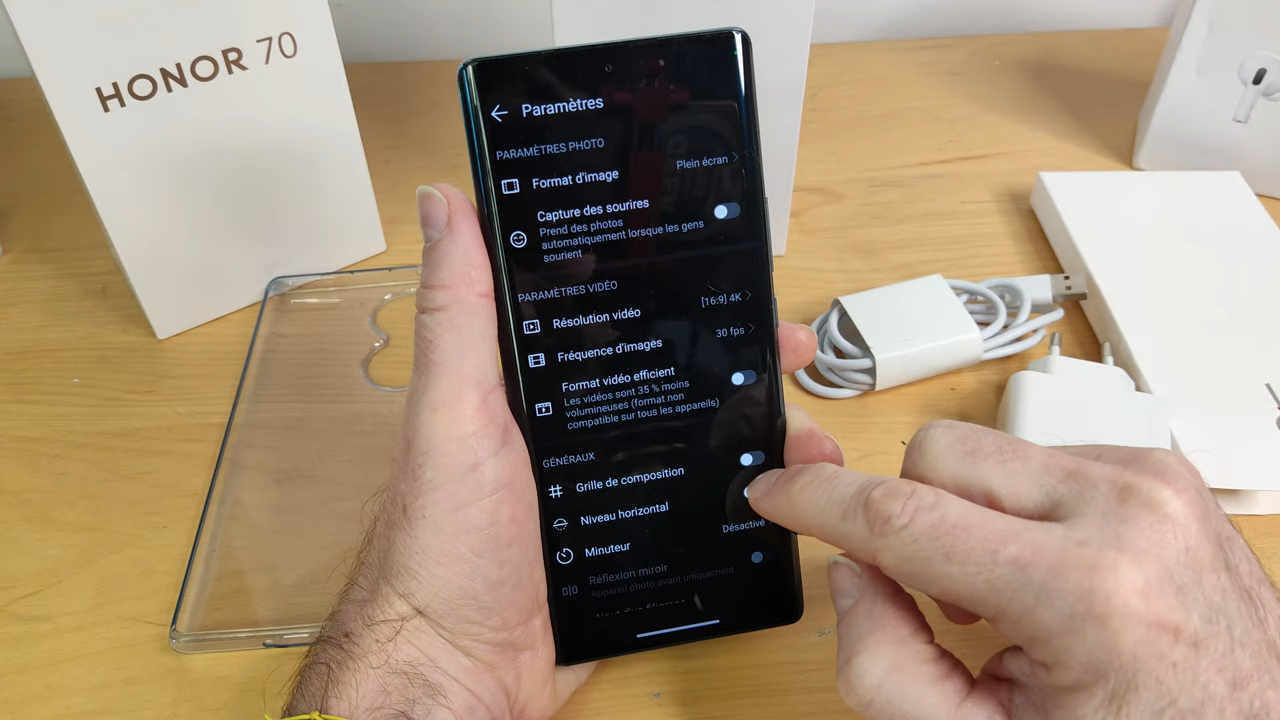 HONOR 70
Paramètres
PARAMÈTRES PHOTO
Format d'image
Plein écran
Capture des sourires
Prend des photos
automatiquement lorsque les gens
sourient
PARAMÈTRES VIDÉO
Résolution vidéo
[16:9] 4K
Fréquence d'images
30 fps
Format vidéo efficient
Les vidéos sont 35 % moins
volumineuses (format non
compatible sur tous les appareils)
GÉNÉRAUX
Grille de composition
Niveau horizontal
Minuteur
Désactivé
Réflexion miroir
Appareil photo avant uniquement